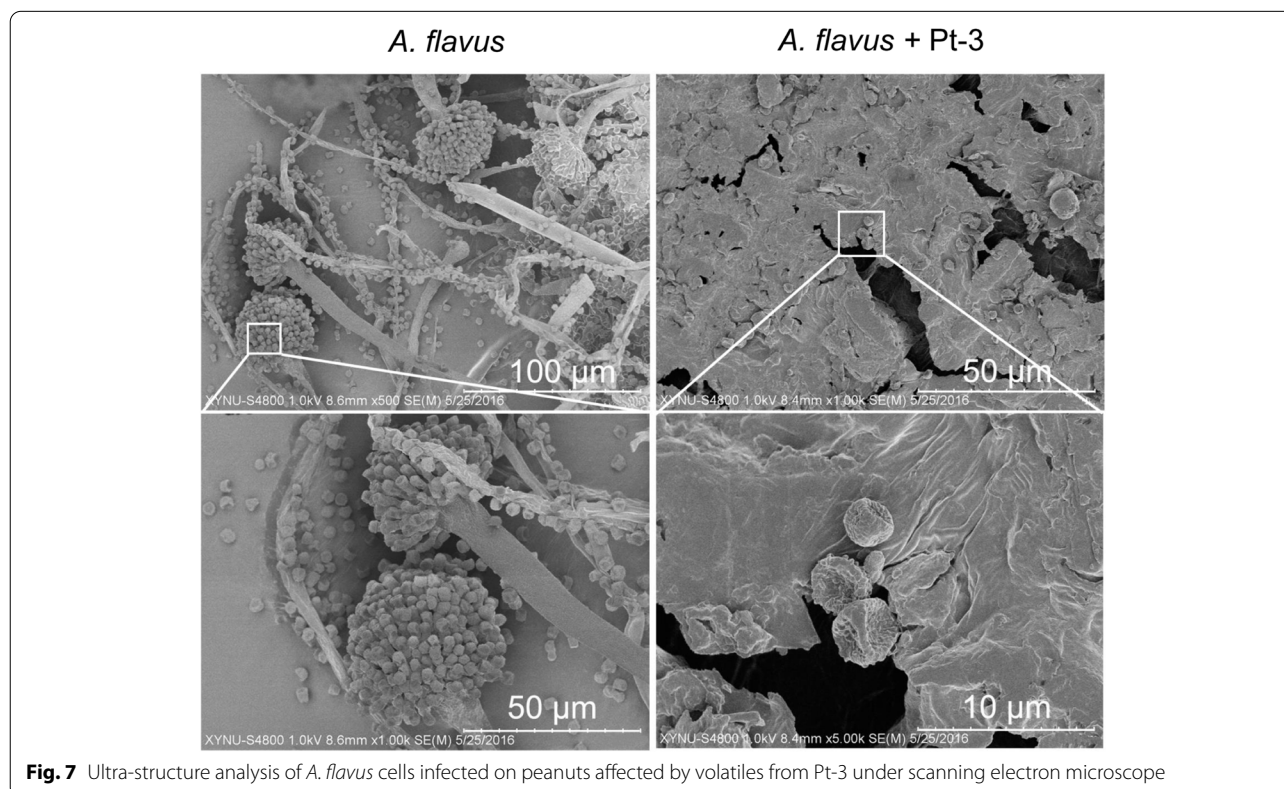 A. flavus
A. flavus + Pt-3
100 µm
XYNU-S4800 1.0kV 8.6mm x500 SE(M) 5/25/2016
50 µm
XYNU-S4800 1.0kV 8.4mm x1.00k SE(M) 5/25/2016
50 µm
XYNU-S4800 1.0kV 8.6mm x1.00k SE(M) 5/25/2016
10 µm
XYNU-S4800 1.0kV 8.4mm x5.00k SE(M) 5/25/2016
Fig. 7 Ultra-structure analysis of A. flavus cells infected on peanuts affected by volatiles from Pt-3 under scanning electron microscope